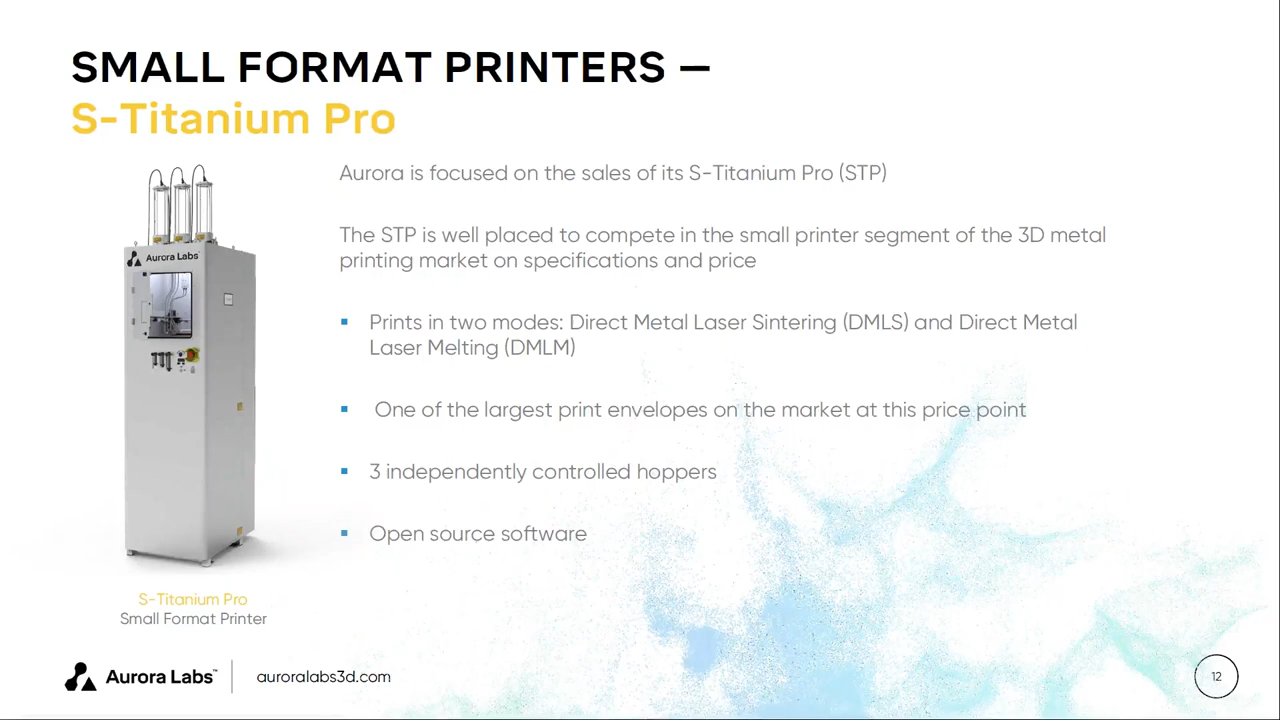 SMALL FORMAT PRINTERS —
S-Titanium Pro
Aurora Labs
Aurora is focused on the sales of its S-Titanium Pro (STP)
The STP is well placed to compete in the small printer segment of the 3D metal
printing market on specifications and price
▪ Prints in two modes: Direct Metal Laser Sintering (DMLS) and Direct Metal
Laser Melting (DMLM)
▪ One of the largest print envelopes on the market at this price point
▪ 3 independently controlled hoppers
▪ Open source software
S-Titanium Pro
Small Format Printer
Aurora Labs™
auroralabs3d.com
12